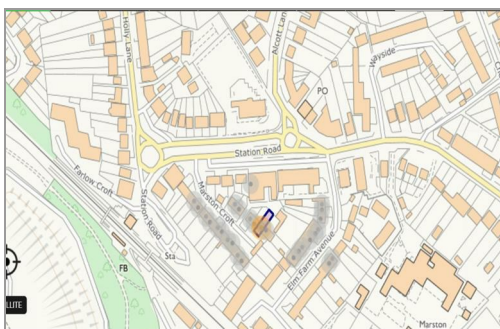 Holly Lane
Alcott Lane
Wayside
PO
Station Road
Farlow Croft
Marston Croft
Station Road
Elm Farm Avenue
Sta
FB
Marston